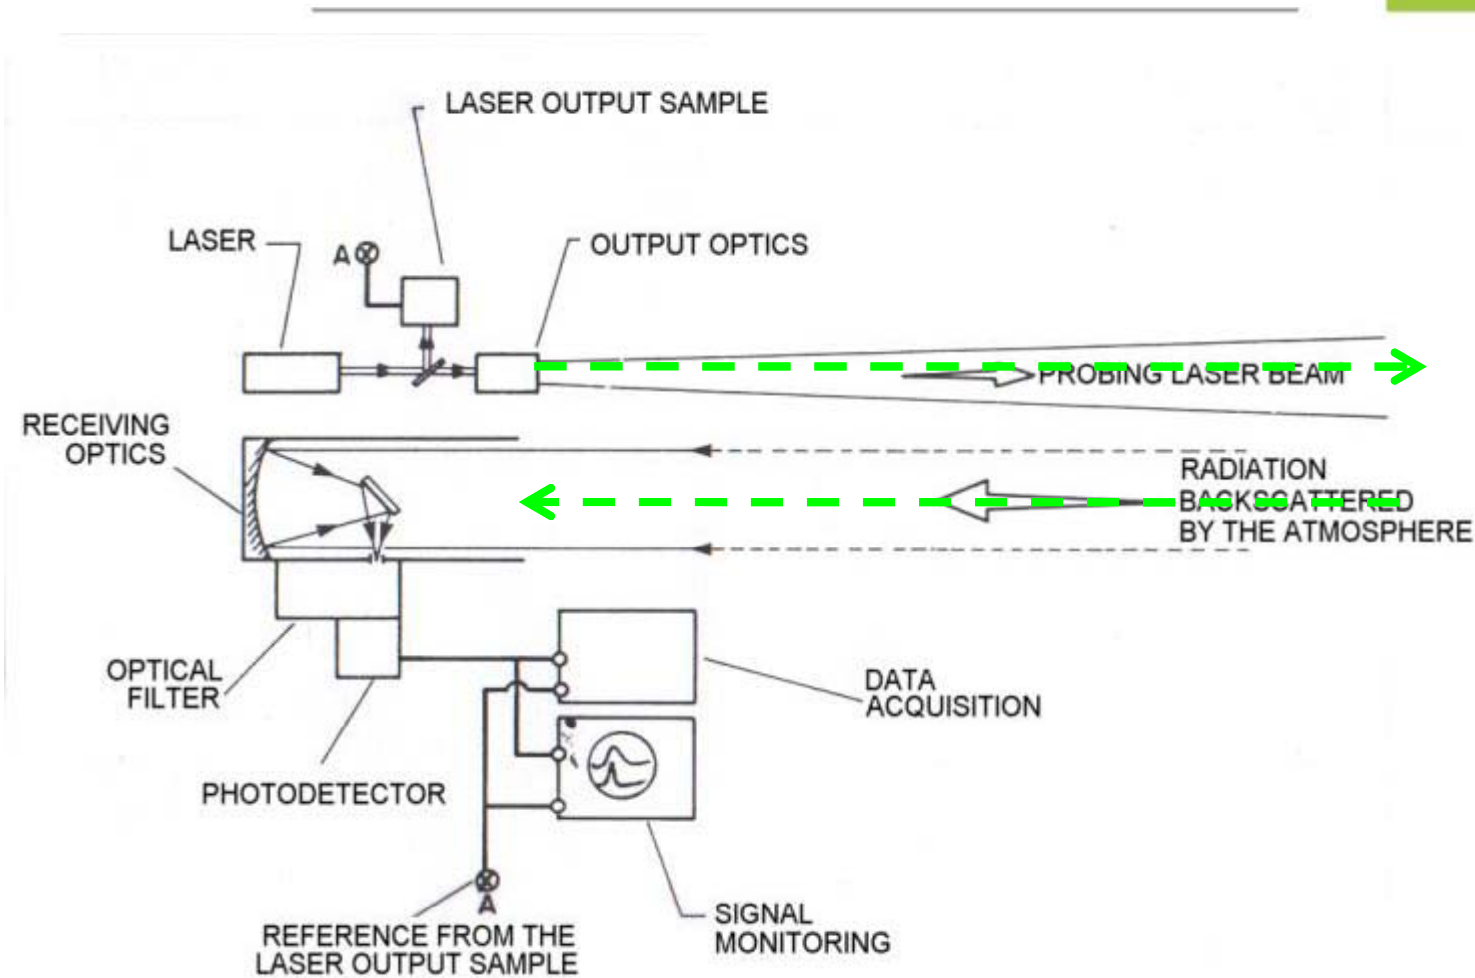 LASER OUTPUT SAMPLE
LASER
A
OUTPUT OPTICS
PROBING LASER BEAM
RECEIVING
OPTICS
RADIATION
BACKSCATTERED
BY THE ATMOSPHERE
OPTICAL
FILTER
DATA
ACQUISITION
PHOTODETECTOR
A
SIGNAL
MONITORING
REFERENCE FROM THE
LASER OUTPUT SAMPLE